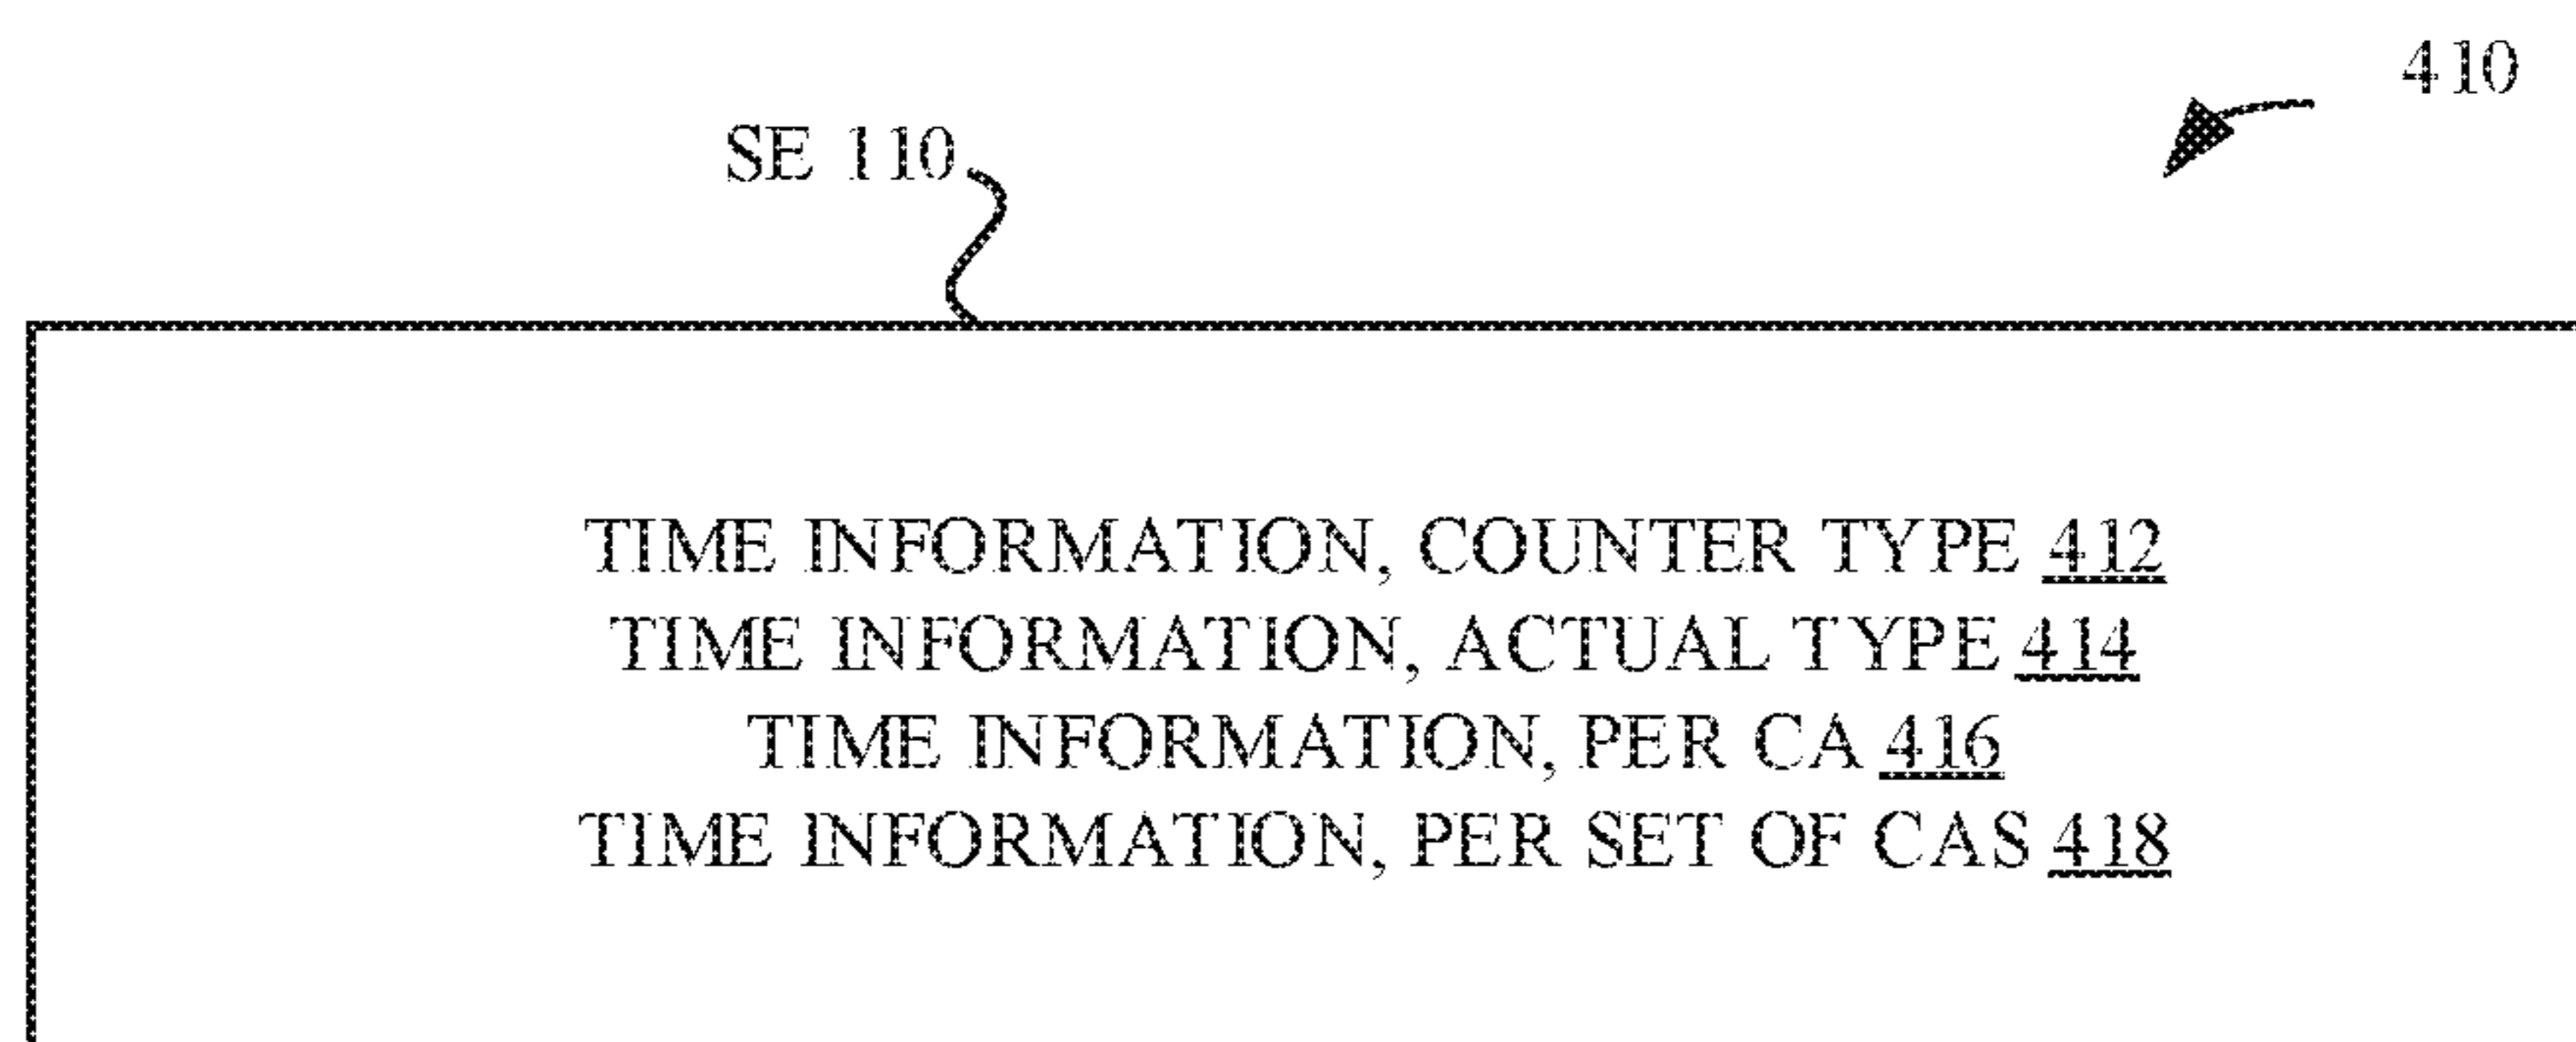 410
SE 110
TIME INFORMATION, COUNTER TYPE 412
TIME INFORMATION, ACTUAL TYPE 414
TIME INFORMATION, PER CA 416
TIME INFORMATION, PER SET OF CAS 418